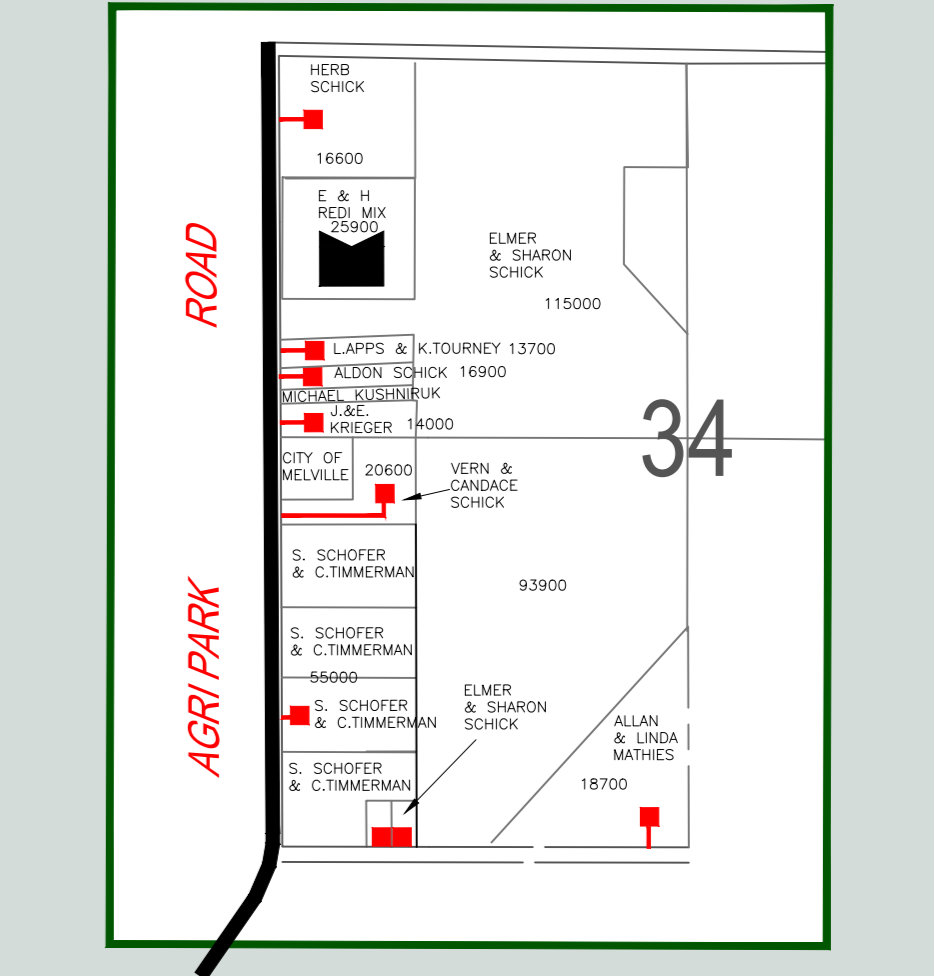 HERB
SCHICK
16600
E & H
REDI MIX
25900
ROAD
ELMER
& SHARON
SCHICK
115000
L.APPS & K.TOURNEY 13700
ALDON SCHICK 16900
MICHAEL KUSHNIRUK
J.&E.
KRIEGER 14000
34
CITY OF
MELVILLE
20600
VERN &
CANDACE
SCHICK
S. SCHOFER
& C.TIMMERMAN
93900
AGRI PARK
S. SCHOFER
& C.TIMMERMAN
55000
S. SCHOFER
& C.TIMMERMAN
ELMER
& SHARON
SCHICK
ALLAN
& LINDA
MATHIES
18700
S. SCHOFER
& C.TIMMERMAN